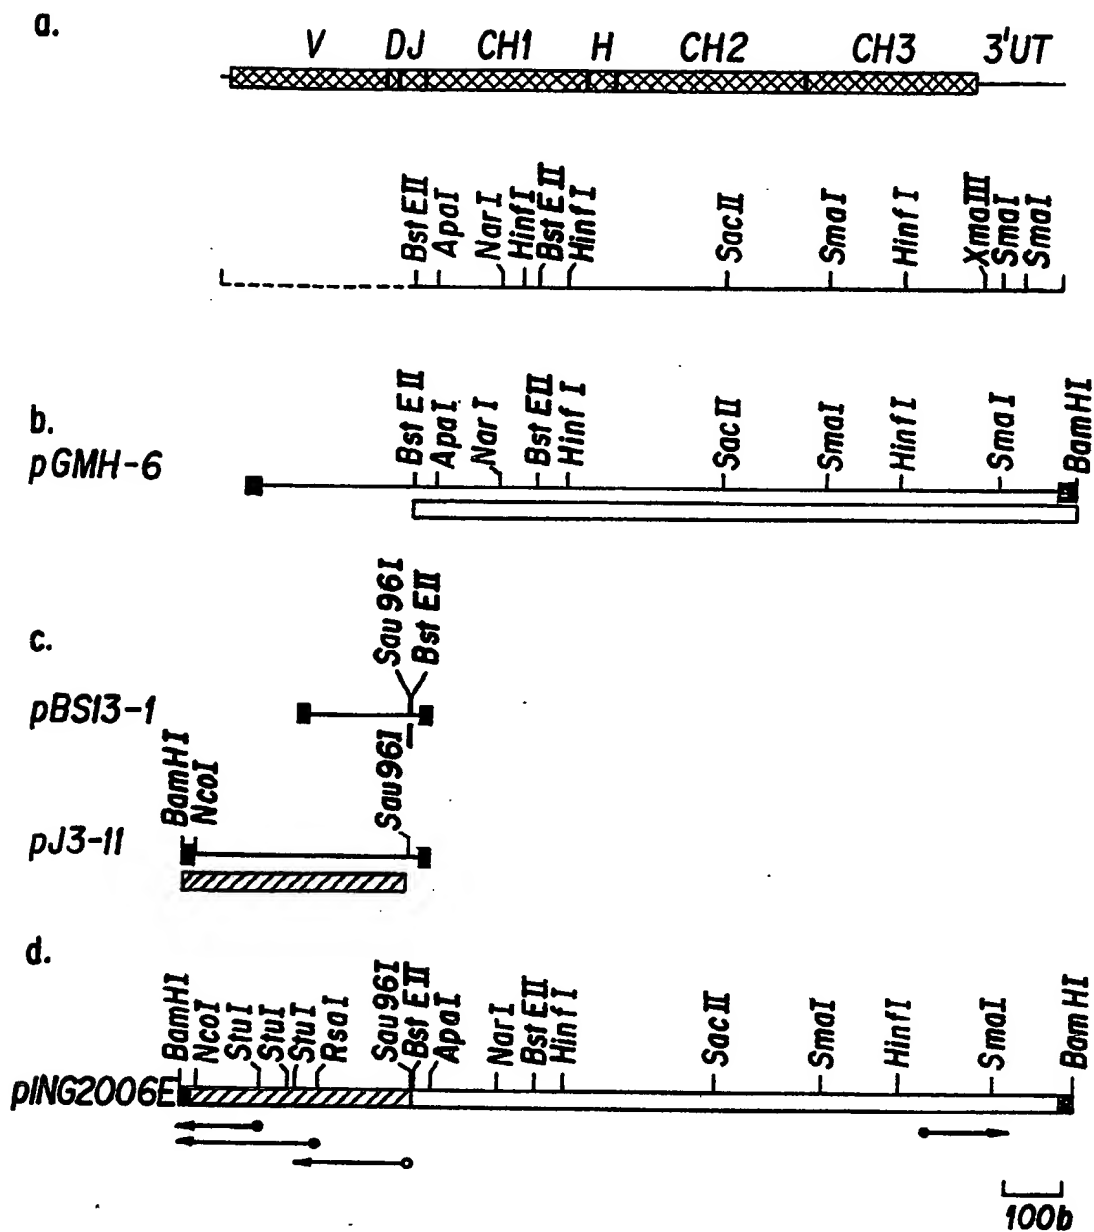 a.
V DJ CH1 H CH2 CH3 3'UT
BstEII ApaI NarI HinfI BstEII HinfI SacII SmaI HinfI XmaIII SmaI SmaI
b.
pGMH-6
BstEII ApaI NarI BstEII HinfI SacII SmaI HinfI SmaI BamHI
c.
Sau96I BstEII
pBS13-1
Sau96I
BamHI NcoI Sau96I
pJ3-11
d.
BamHI NcoI StuI StuI StuI RsaI Sau96I BstEII ApaI NarI BstEII HinfI SacII SmaI HinfI SmaI BamHI
pING2006E
100b